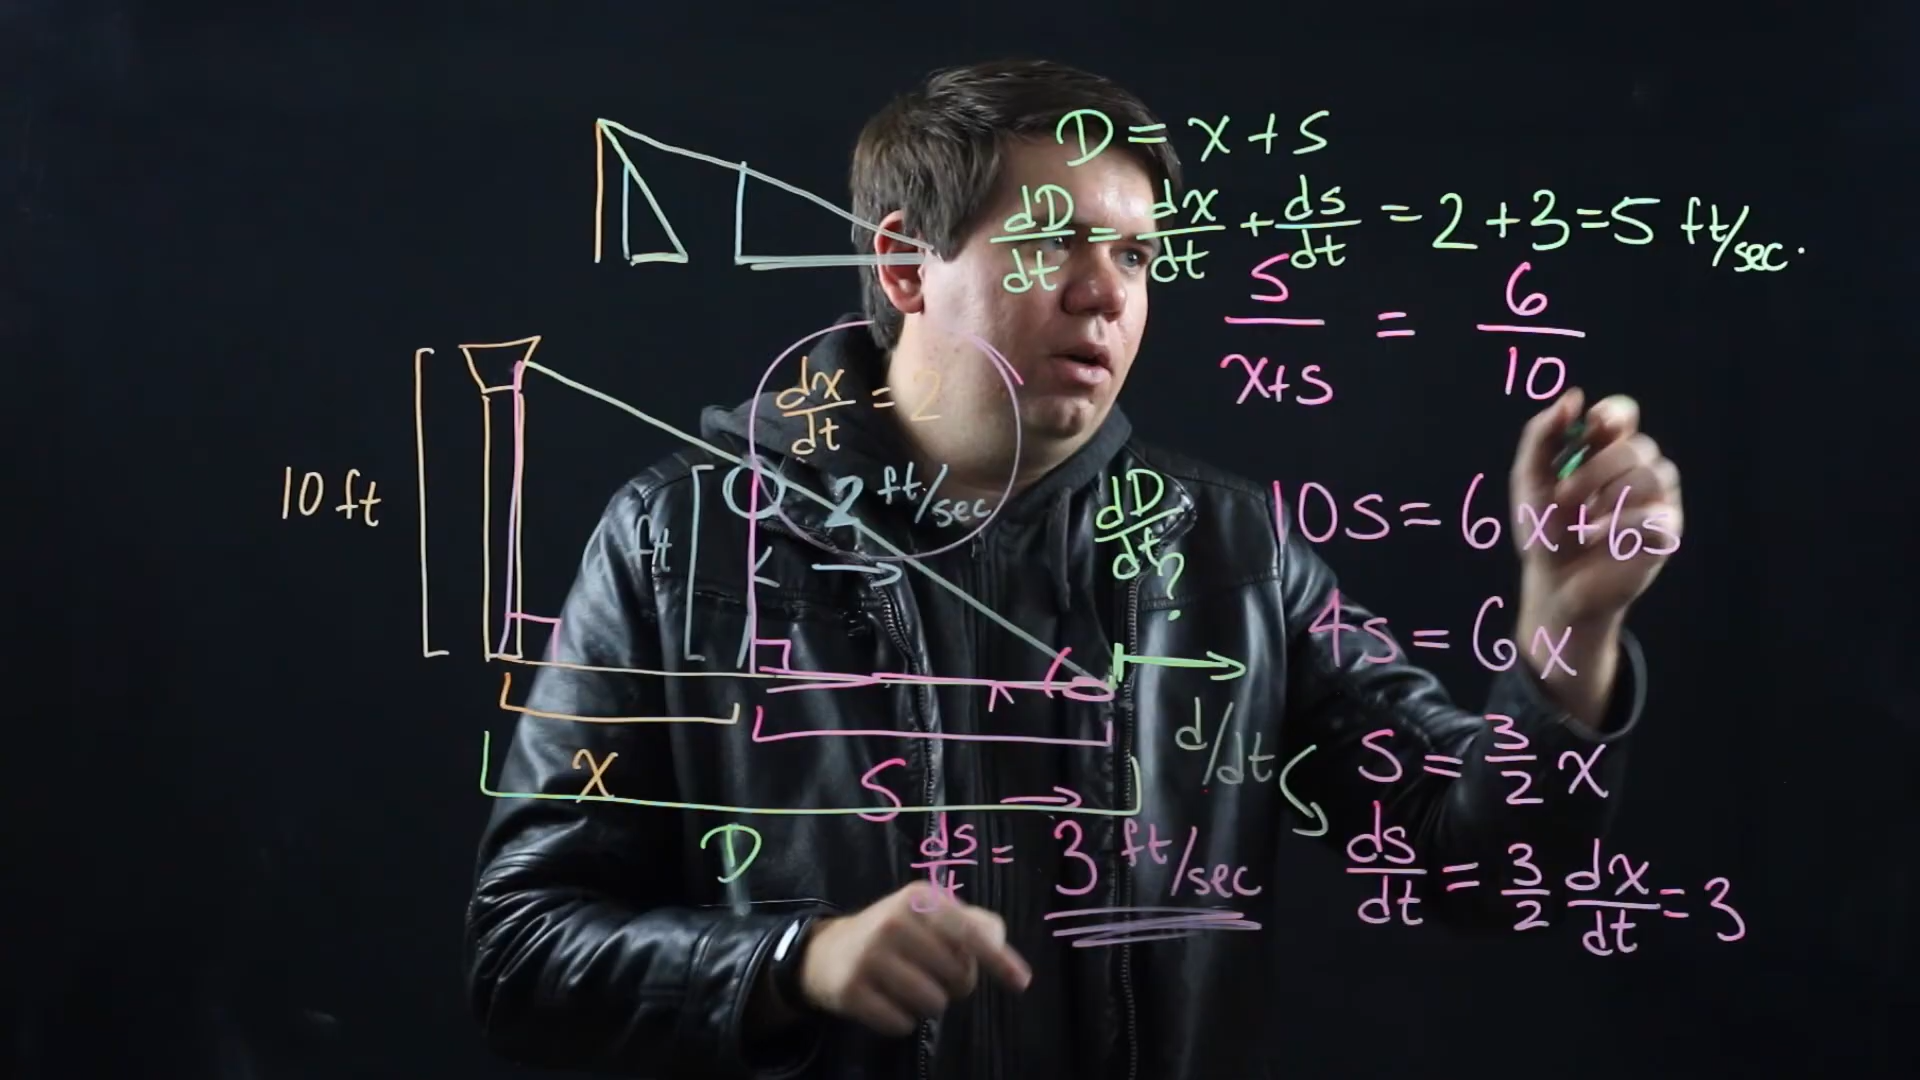 D = x + s
dD/dt = dx/dt + ds/dt = 2 + 3 = 5 ft/sec.
s/x+s = 6/10
dx/dt = 2
10 ft
ft
2 ft/sec
dD/dt ?
10s = 6x + 6s
4s = 6x
x
s
d/dt
s = 3/2 x
D
ds/dt = 3 ft/sec
ds/dt = 3/2 dx/dt = 3